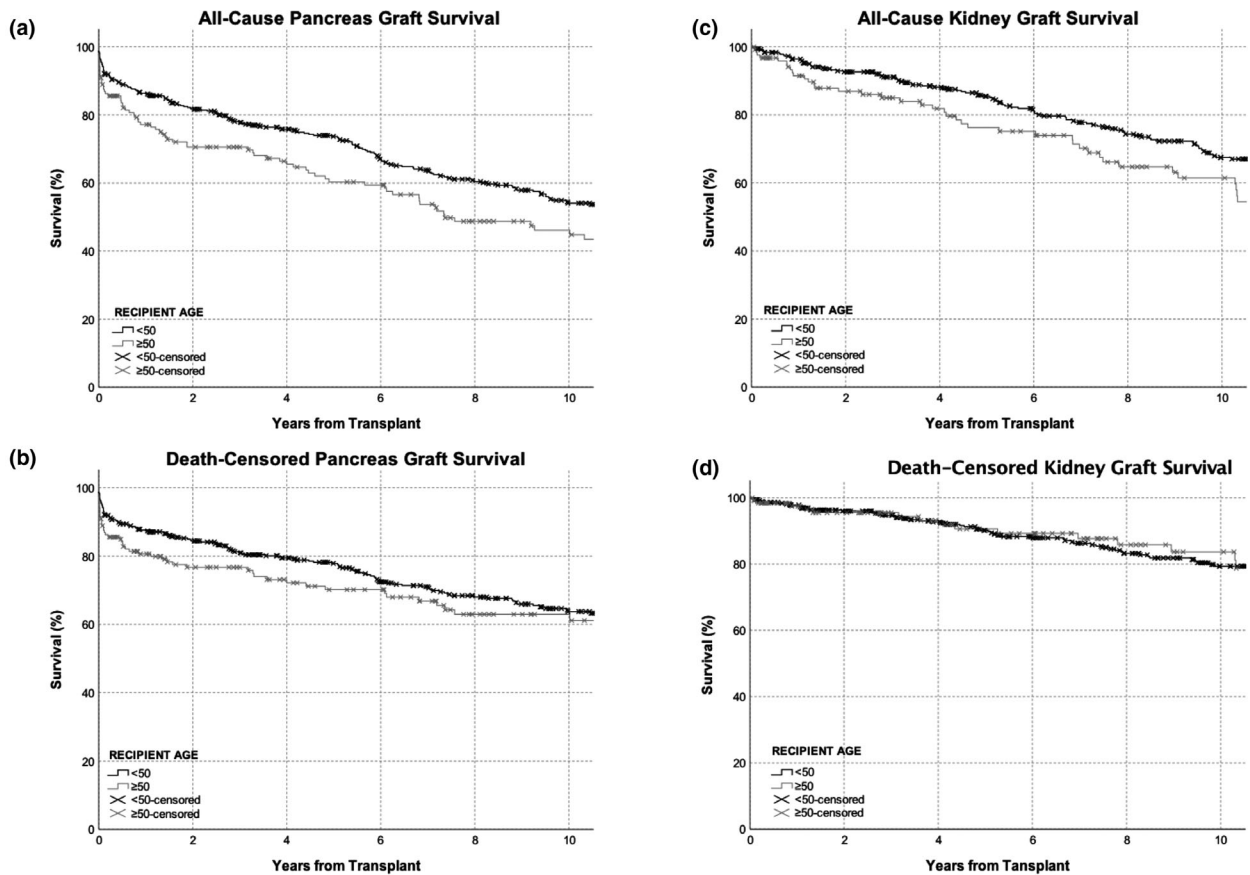 (a)
All-Cause Pancreas Graft Survival
Survival (%)
100
80
60
40
20
0
RECIPIENT AGE
<50
≥50
<50-censored
≥50-censored
0 2 4 6 8 10
Years from Transplant
(c)
All-Cause Kidney Graft Survival
Survival (%)
100
80
60
40
20
0
RECIPIENT AGE
<50
≥50
<50-censored
≥50-censored
0 2 4 6 8 10
Years from Transplant
(b)
Death-Censored Pancreas Graft Survival
Survival (%)
100
80
60
40
20
0
RECIPIENT AGE
<50
≥50
<50-censored
≥50-censored
0 2 4 6 8 10
Years from Transplant
(d)
Death-Censored Kidney Graft Survival
Survival (%)
100
80
60
40
20
0
RECIPIENT AGE
<50
≥50
<50-censored
≥50-censored
0 2 4 6 8 10
Years from Transplant